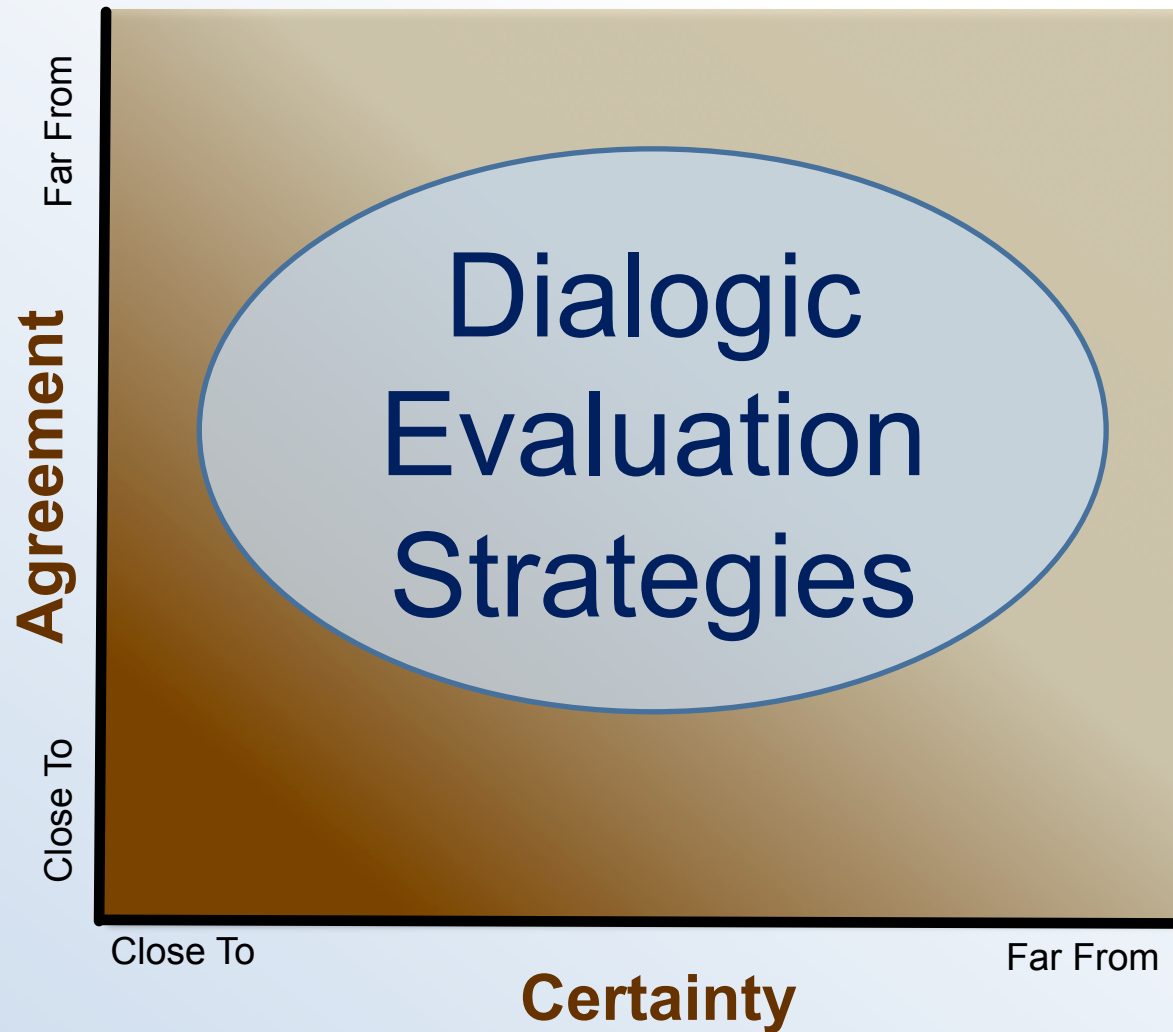 Far From
Agreement
Close To
Dialogic
Evaluation
Strategies
Close To
Far From
Certainty